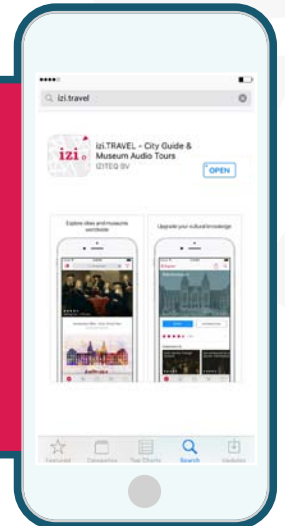 izi.travel
izi.TRAVEL - City Guide &
Museum Audio Tours
IZITEQ BV
izi
OPEN
Explore cities and museums
worldwide
Upgrade your cultural knowledge
Featured
Categories
Top Charts
Search
Updates